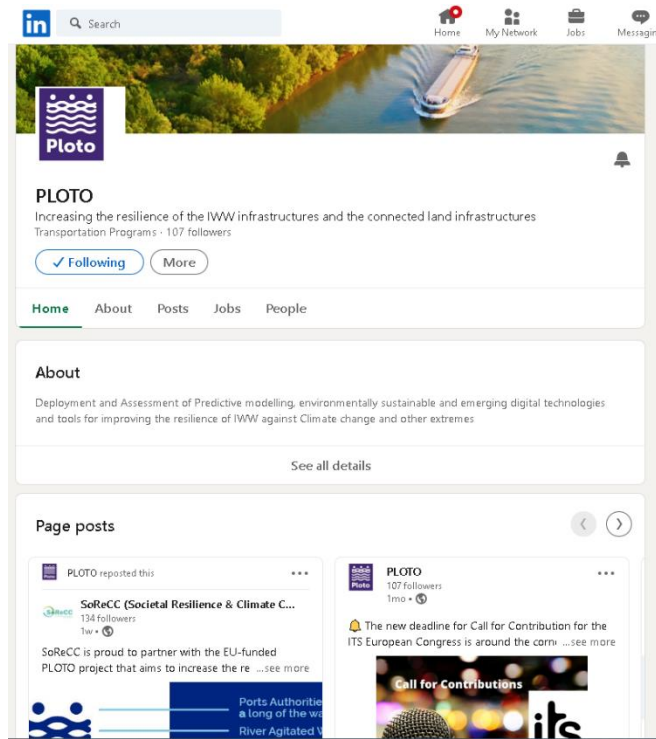 in
Search
Home
My Network
Jobs
Messagin
Ploto
PLOTO
Increasing the resilience of the IWW infrastructures and the connected land infrastructures
Transportation Programs · 107 followers
✓ Following
More
Home
About
Posts
Jobs
People
About
Deployment and Assessment of Predictive modelling, environmentally sustainable and emerging digital technologies
and tools for improving the resilience of IWW against Climate change and other extremes
See all details
Page posts
PLOTO reposted this
SoReCC
SoReCC (Societal Resilience & Climate C...
134 followers
1w •
SoReCC is proud to partner with the EU-funded
PLOTO project that aims to increase the re ...see more
Ports Authoritie
a long of the wa
River Agitated W
Ploto
PLOTO
107 followers
1mo •
The new deadline for Call for Contribution for the
ITS European Congress is around the corn ...see more
Call for Contributions
its